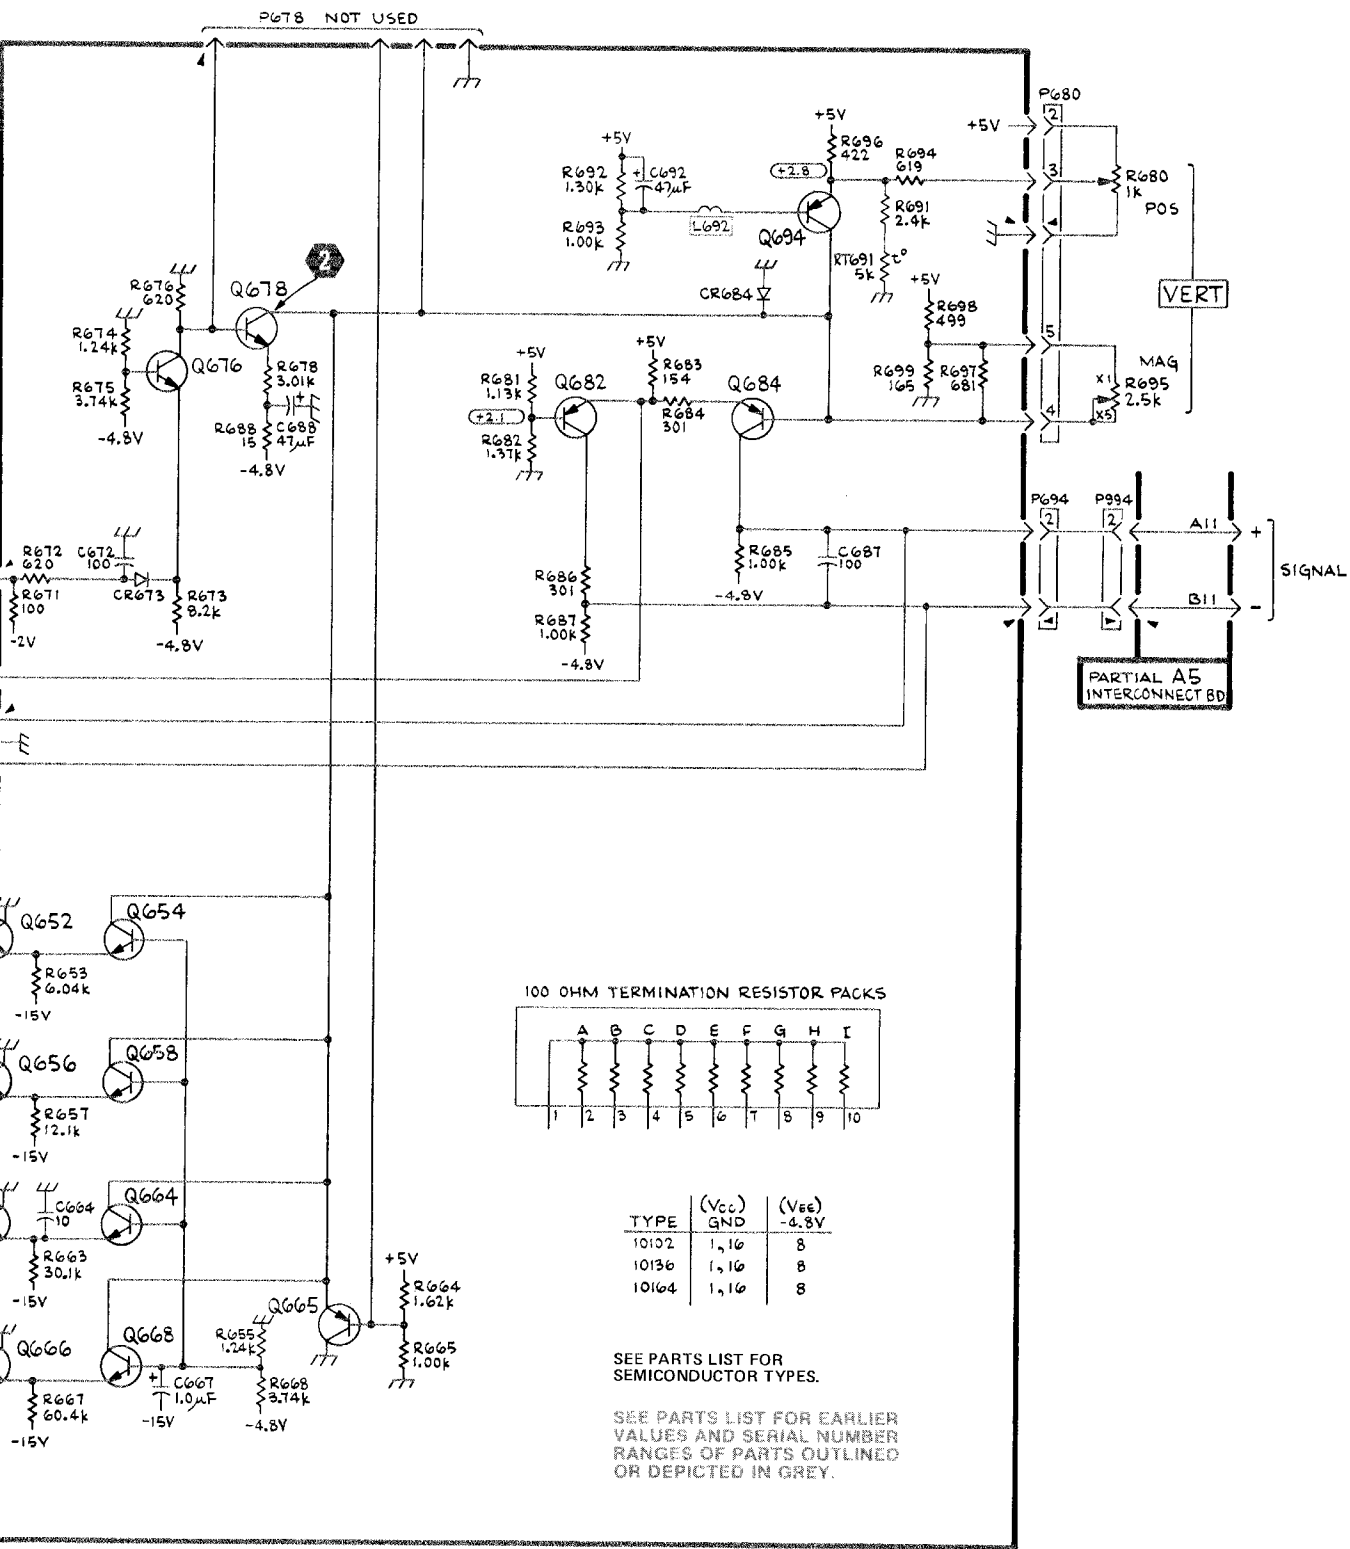 P678 NOT USED
P680
+5V
2
+5V
R696
422
R694
619
3
R680
1K
POS
+5V
R692
1.30K
+
C692
47µF
+2.8
R691
2.4K
R693
1.00K
L692
Q694
RT691
5K
t°
2
R676
620
Q678
CR684
+5V
VERT
R698
499
R674
1.24K
Q676
R678
3.01K
+5V
+5V
5
MAG
R675
3.74K
R681
1.13K
Q682
R683
154
Q684
R699
165
R697
681
X1
R695
2.5K
+
+2.1
R684
301
4
X5
-4.8V
R688
15
C688
47µF
R682
1.37K
-4.8V
P694
P994
2
2
A11
+
R672
620
C672
100
R685
1.00K
C687
100
SIGNAL
R671
100
CR673
R673
8.2K
R686
301
-4.8V
B11
-
-2V
-4.8V
R687
1.00K
-4.8V
PARTIAL A5
INTERCONNECT BD
Q652
Q654
R653
6.04K
-15V
100 OHM TERMINATION RESISTOR PACKS
A B C D E F G H I
1 2 3 4 5 6 7 8 9 10
Q656
Q658
R657
12.1K
-15V
C664
10
Q664
R663
30.1K
-15V
(VCC) (VEE)
TYPE GND -4.8V
10102 1,16 8
10136 1,16 8
10164 1,16 8
+5V
R664
1.62K
Q665
R665
1.00K
Q666
Q668
R655
1.24K
R667
60.4K
+
C667
1.0µF
R668
3.74K
-15V
-15V
-4.8V
SEE PARTS LIST FOR
SEMICONDUCTOR TYPES.
SEE PARTS LIST FOR EARLIER
VALUES AND SERIAL NUMBER
RANGES OF PARTS OUTLINED
OR DEPICTED IN GREY.